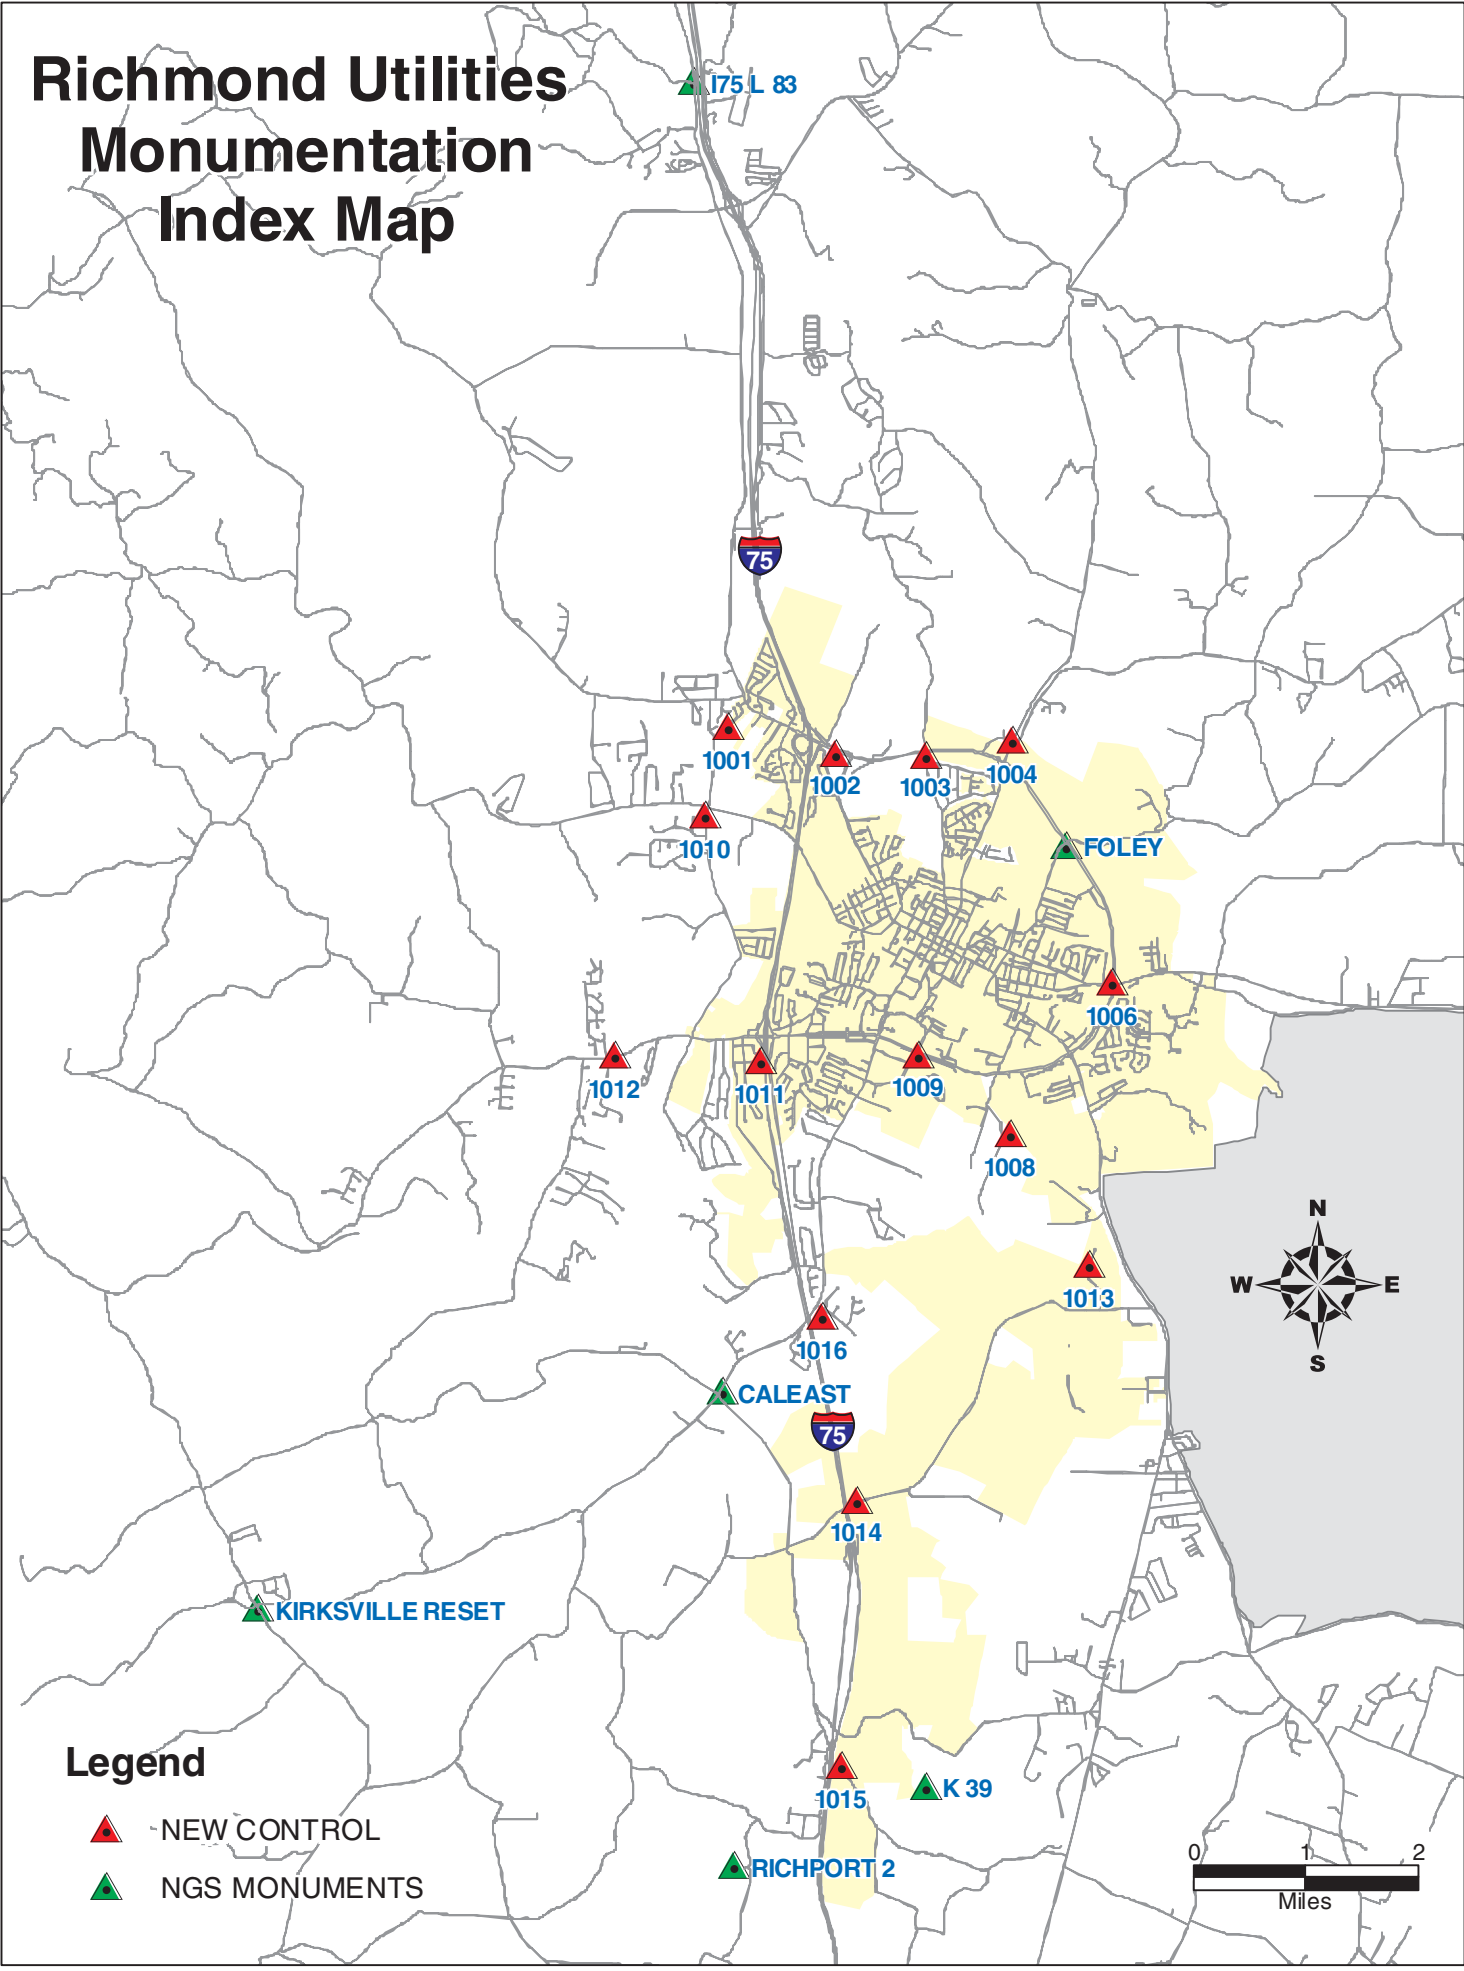 Richmond Utilities
Monumentation
Index Map
I75 L 83
75
1001
1002
1003
1004
1010
FOLEY
1006
1012
1011
1009
1008
N
W E
S
1013
1016
CALEAST
75
1014
KIRKSVILLE RESET
Legend
NEW CONTROL
NGS MONUMENTS
1015
K 39
RICHPORT 2
0 1 2
Miles